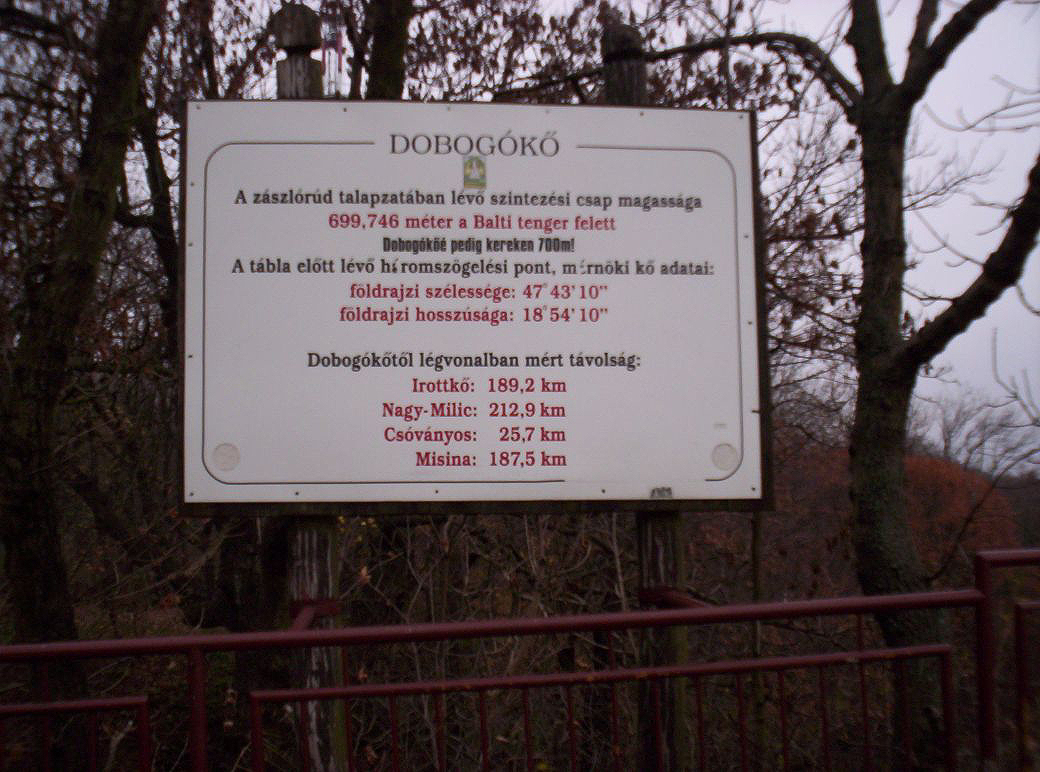 DOBOGÓKŐ
A zászlórúd talapzatában lévő szintezési csap magassága
699,746 méter a Balti tenger felett
Dobogókőé pedig kereken 700m!
A tábla előtt lévő háromszögelési pont, mérnöki kő adatai:
földrajzi szélessége: 47°43'10"
földrajzi hosszúsága: 18°54'10"
Dobogókőtől légvonalban mért távolság:
Irottkő: 189,2 km
Nagy-Milic: 212,9 km
Csóványos: 25,7 km
Misina: 187,5 km